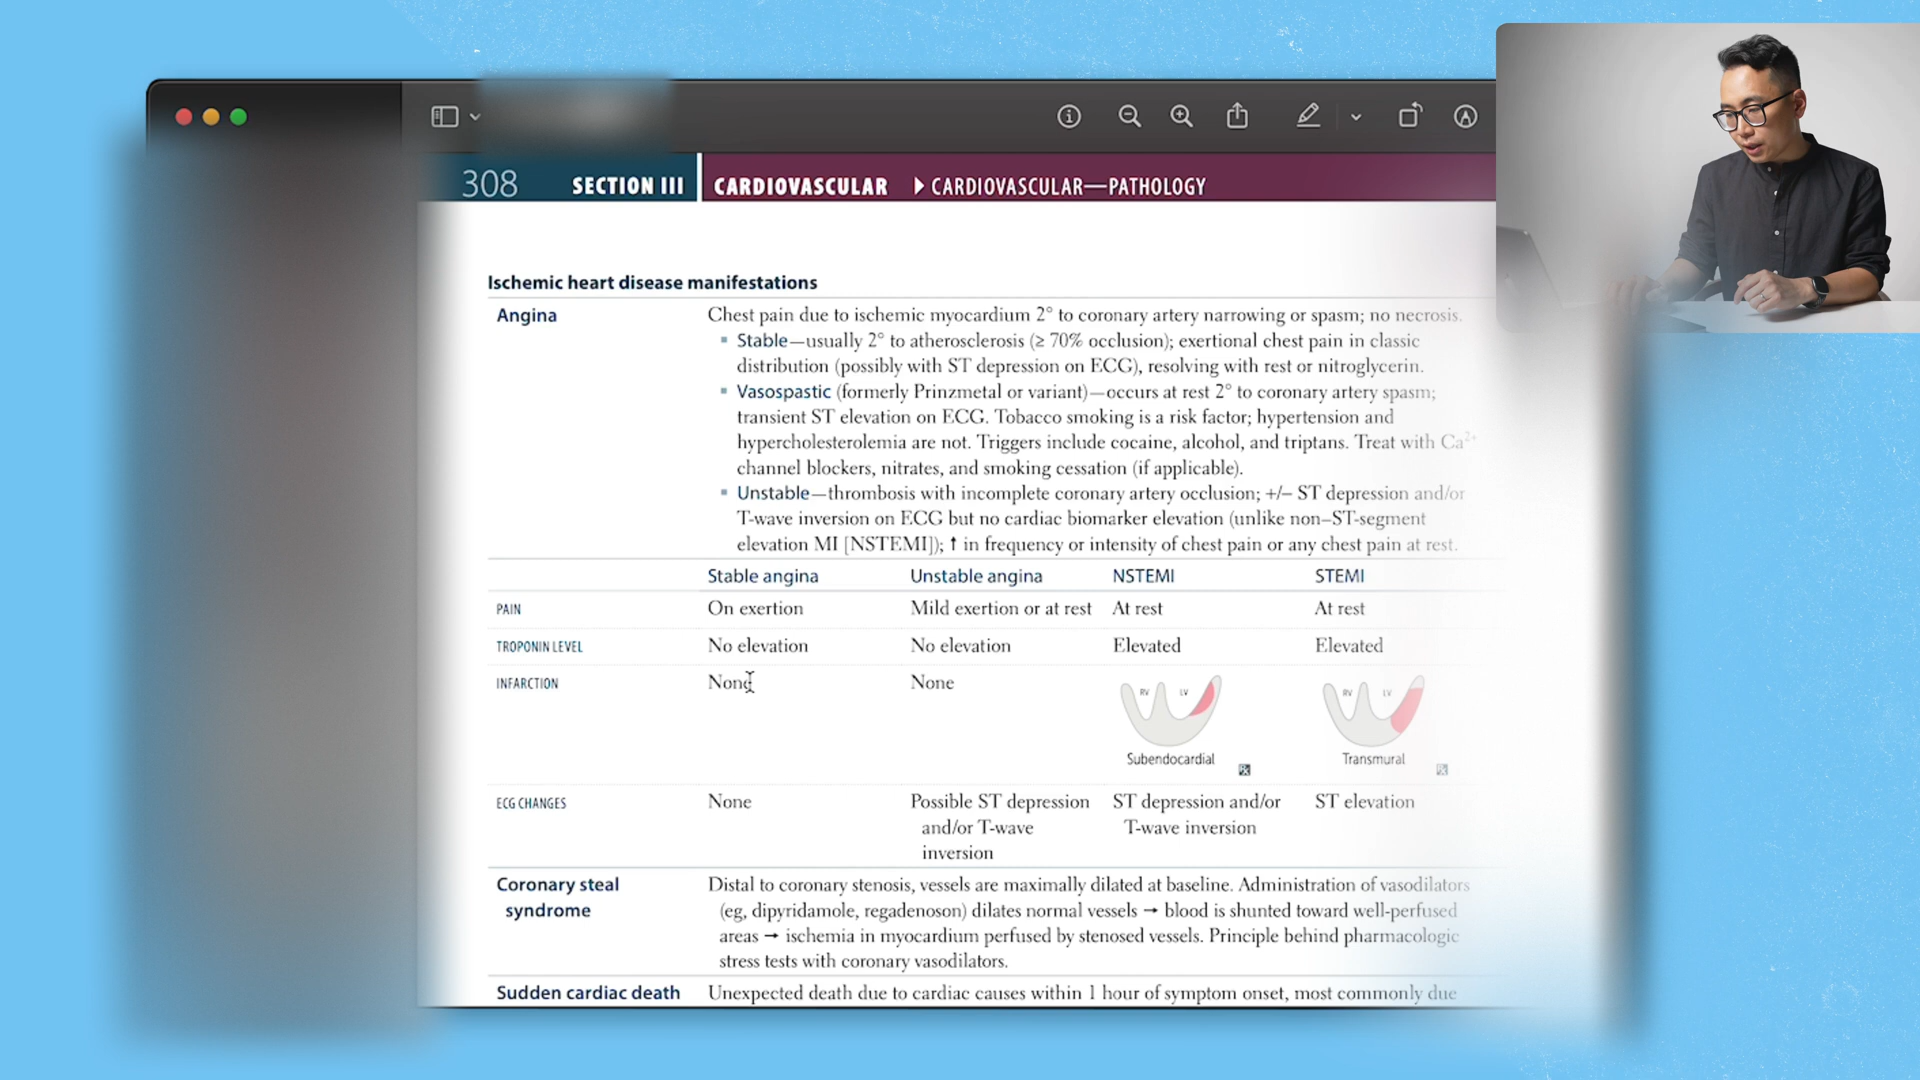 308 SECTION III CARDIOVASCULAR ▶ CARDIOVASCULAR—PATHOLOGY
Ischemic heart disease manifestations
Angina Chest pain due to ischemic myocardium 2° to coronary artery narrowing or spasm; no necrosis.
▪ Stable—usually 2° to atherosclerosis (≥ 70% occlusion); exertional chest pain in classic
distribution (possibly with ST depression on ECG), resolving with rest or nitroglycerin.
▪ Vasospastic (formerly Prinzmetal or variant)—occurs at rest 2° to coronary artery spasm;
transient ST elevation on ECG. Tobacco smoking is a risk factor; hypertension and
hypercholesterolemia are not. Triggers include cocaine, alcohol, and triptans. Treat with Ca²⁺
channel blockers, nitrates, and smoking cessation (if applicable).
▪ Unstable—thrombosis with incomplete coronary artery occlusion; +/− ST depression and/or
T-wave inversion on ECG but no cardiac biomarker elevation (unlike non–ST-segment
elevation MI [NSTEMI]); ↑ in frequency or intensity of chest pain or any chest pain at rest.
Stable angina Unstable angina NSTEMI STEMI
PAIN On exertion Mild exertion or at rest At rest At rest
TROPONIN LEVEL No elevation No elevation Elevated Elevated
INFARCTION None None
RV LV RV LV
Subendocardial Transmural
Rx Rx
ECG CHANGES None Possible ST depression ST depression and/or ST elevation
and/or T-wave T-wave inversion
inversion
Coronary steal Distal to coronary stenosis, vessels are maximally dilated at baseline. Administration of vasodilators
syndrome (eg, dipyridamole, regadenoson) dilates normal vessels → blood is shunted toward well-perfused
areas → ischemia in myocardium perfused by stenosed vessels. Principle behind pharmacologic
stress tests with coronary vasodilators.
Sudden cardiac death Unexpected death due to cardiac causes within 1 hour of symptom onset, most commonly due